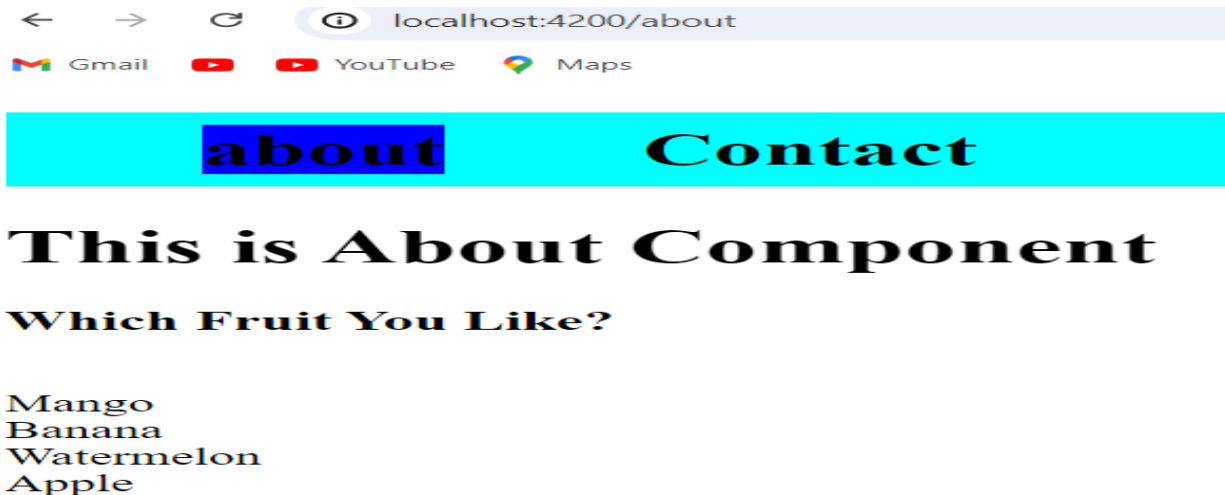 localhost:4200/about
Gmail YouTube Maps
about Contact
This is About Component
Which Fruit You Like?
Mango
Banana
Watermelon
Apple